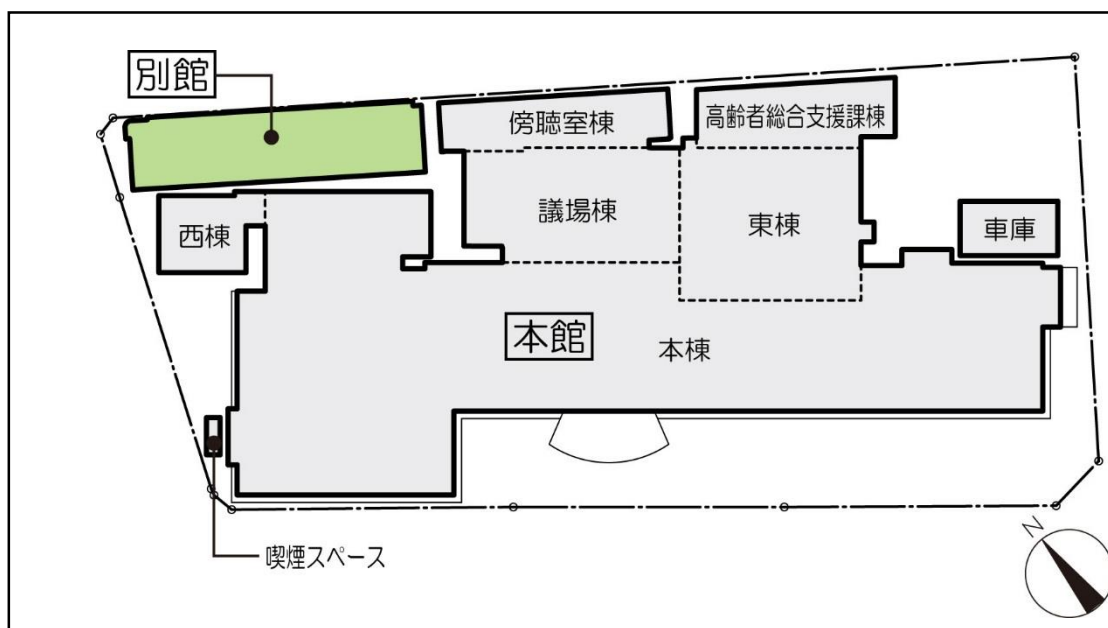 別館
傍聴室棟
高齢者総合支援課棟
西棟
議場棟
東棟
車庫
本館
本棟
喫煙スペース
N